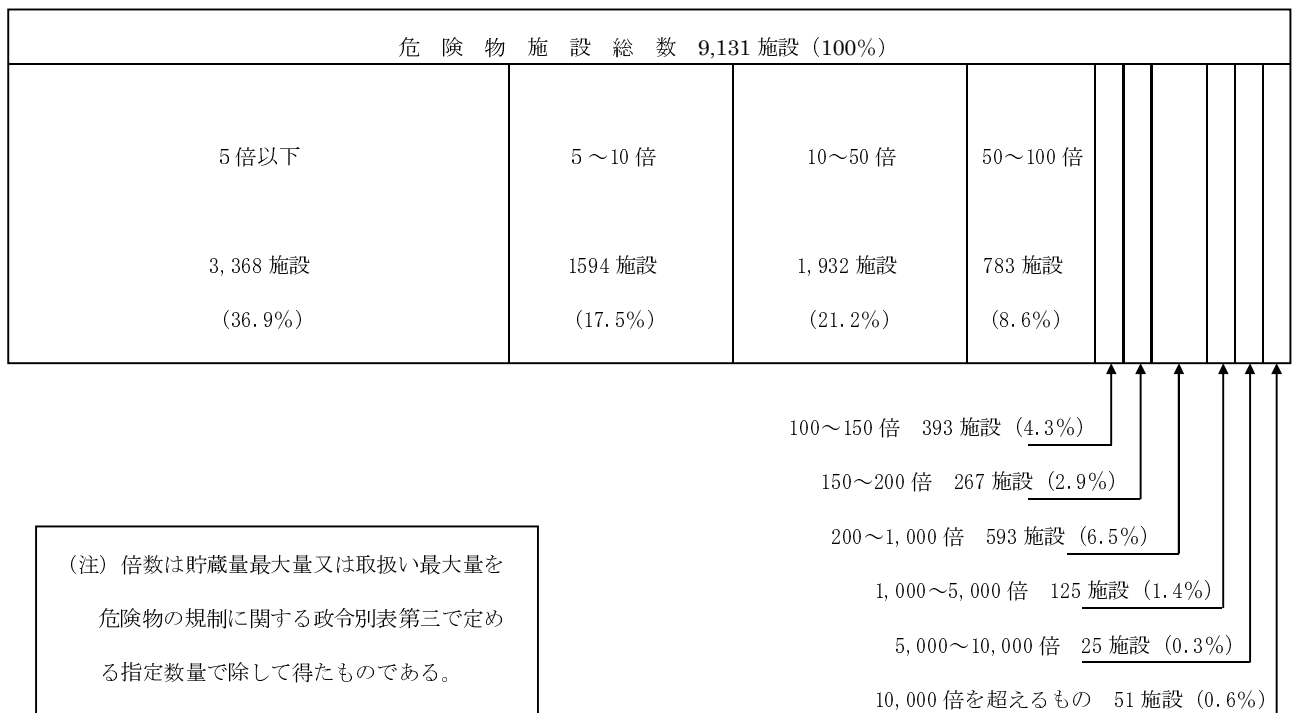 危険物施設総数 9,131 施設（100％）
5倍以下
5～10 倍
10～50 倍
50～100 倍
3,368 施設
1594 施設
1,932 施設
783 施設
（36.9％）
（17.5％）
（21.2％）
（8.6％）
100～150 倍　393 施設（4.3％）
150～200 倍　267 施設（2.9％）
200～1,000 倍　593 施設（6.5％）
1,000～5,000 倍　125 施設（1.4％）
5,000～10,000 倍　25 施設（0.3％）
10,000 倍を超えるもの　51 施設（0.6％）
（注）倍数は貯蔵量最大量又は取扱い最大量を
危険物の規制に関する政令別表第三で定め
る指定数量で除して得たものである。